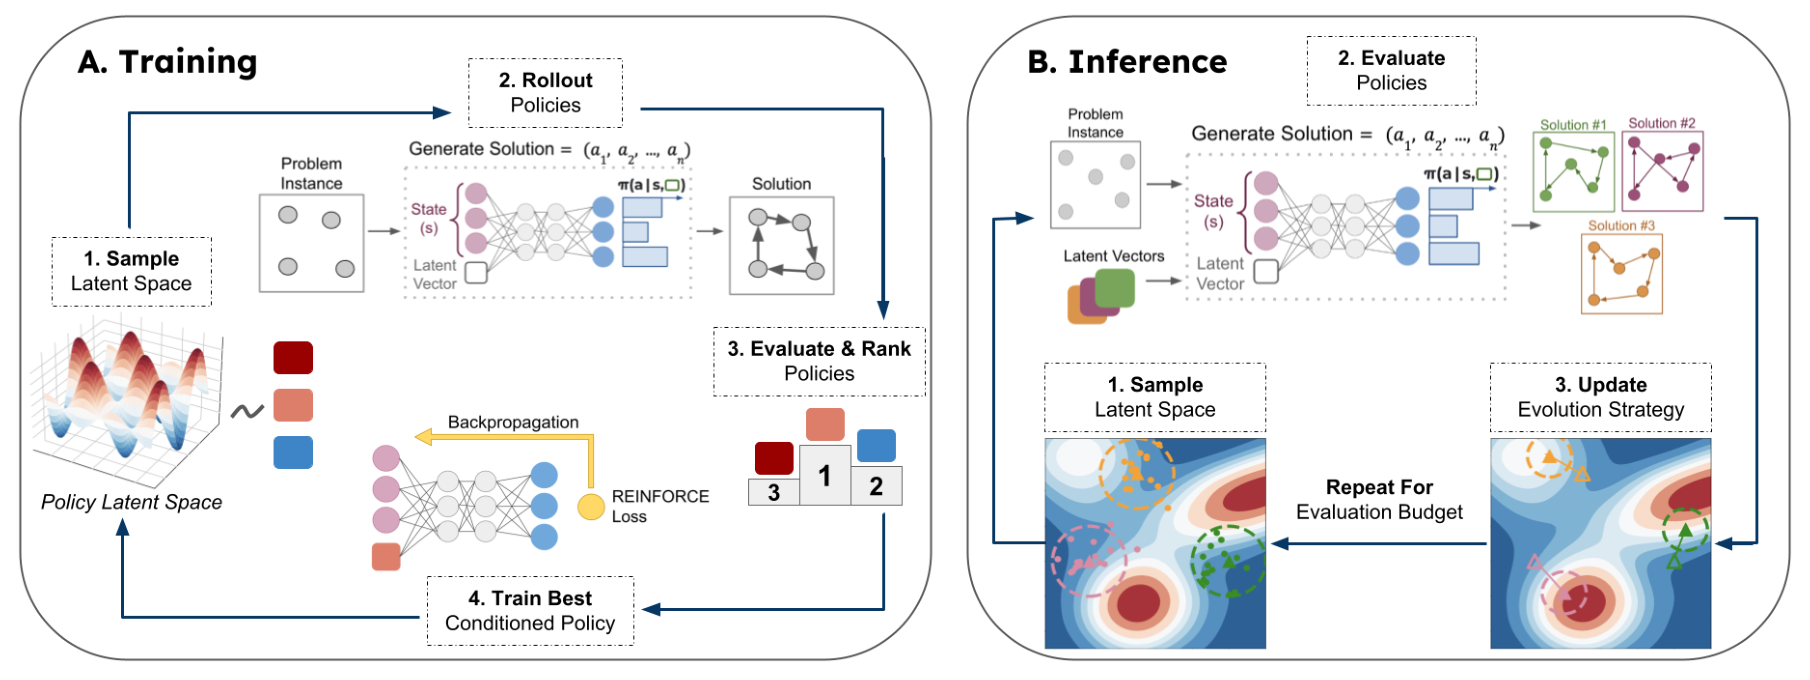 A. Training
2. Rollout
Policies
Generate Solution = (a1, a2, ..., an)
Problem
Instance
State
(s)
Latent
Vector
π(a|s,▢)
Solution
1. Sample
Latent Space
Policy Latent Space
3. Evaluate & Rank
Policies
3
1
2
Backpropagation
REINFORCE
Loss
4. Train Best
Conditioned Policy
B. Inference
2. Evaluate
Policies
Problem
Instance
Generate Solution = (a1, a2, ..., an)
State
(s)
Latent
Vector
π(a|s,▢)
Latent Vectors
Solution #1
Solution #2
Solution #3
1. Sample
Latent Space
Repeat For
Evaluation Budget
3. Update
Evolution Strategy